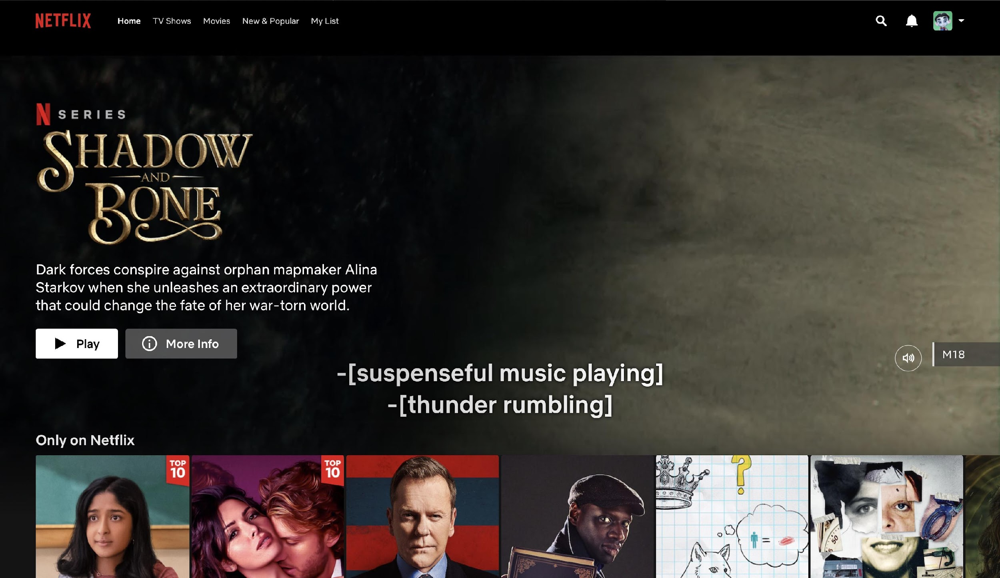 NETFLIX
Home TV Shows Movies New & Popular My List
N SERIES
SHADOW
AND
BONE
Dark forces conspire against orphan mapmaker Alina
Starkov when she unleashes an extraordinary power
that could change the fate of her war-torn world.
Play More Info
M18
-[suspenseful music playing]
-[thunder rumbling]
Only on Netflix
TOP
10
TOP
10
?
=
50